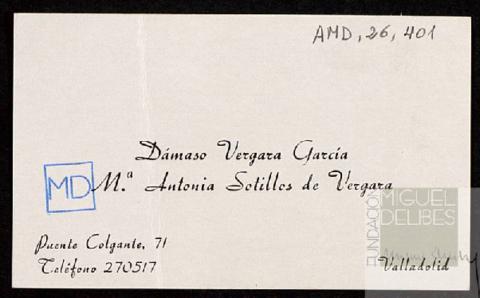 AMD, 26, 401
Dámaso Vergara García
MD
M.ª Antonia Sotillos de Vergara
FUNDACIÓN
MIGUEL
DELIBES
Puente Colgante, 71
Teléfono 270517
Valladolid